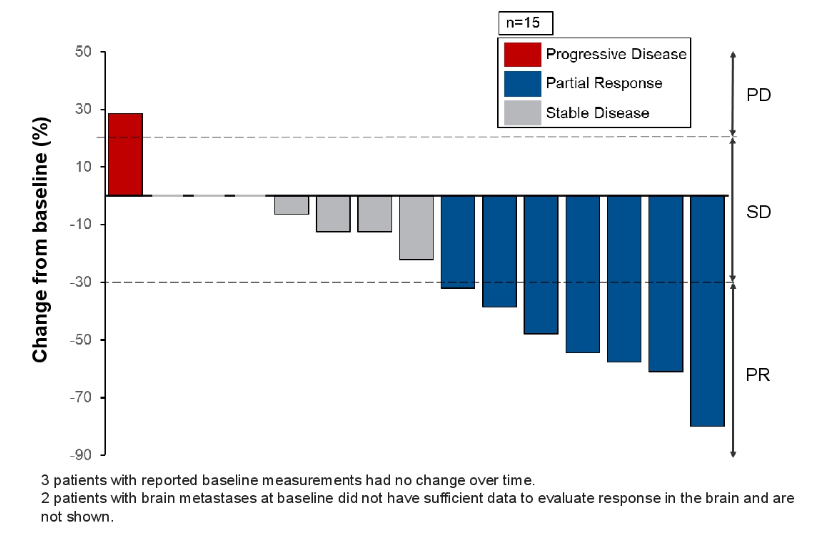 n=15
Progressive Disease
Partial Response
Stable Disease
Change from baseline (%)
50
30
10
-10
-30
-50
-70
-90
PD
SD
PR
3 patients with reported baseline measurements had no change over time.
2 patients with brain metastases at baseline did not have sufficient data to evaluate response in the brain and are
not shown.